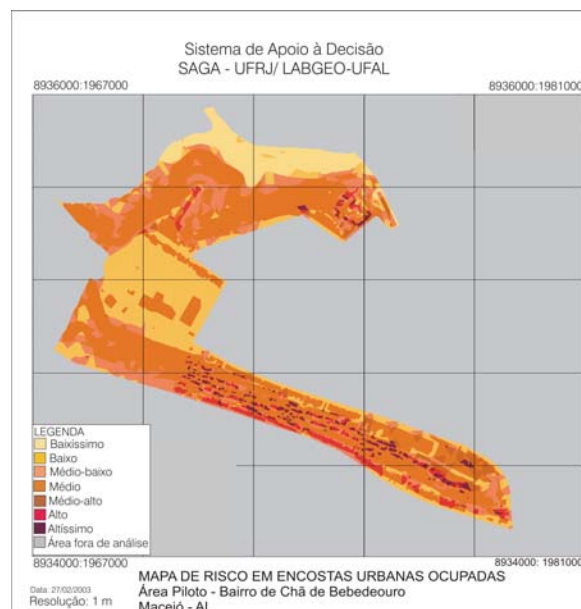 Sistema de Apoio à Decisão
SAGA - UFRJ/ LABGEO-UFAL
8936000:1967000
8936000:1981000
LEGENDA
Baixíssimo
Baixo
Médio-baixo
Médio
Médio-alto
Alto
Altíssimo
Área fora de análise
8934000:1967000
8934000:1981000
MAPA DE RISCO EM ENCOSTAS URBANAS OCUPADAS
Data: 27/02/2003
Área Piloto - Bairro de Chã de Bebedeouro
Resolução: 1 m
Maceió - AL